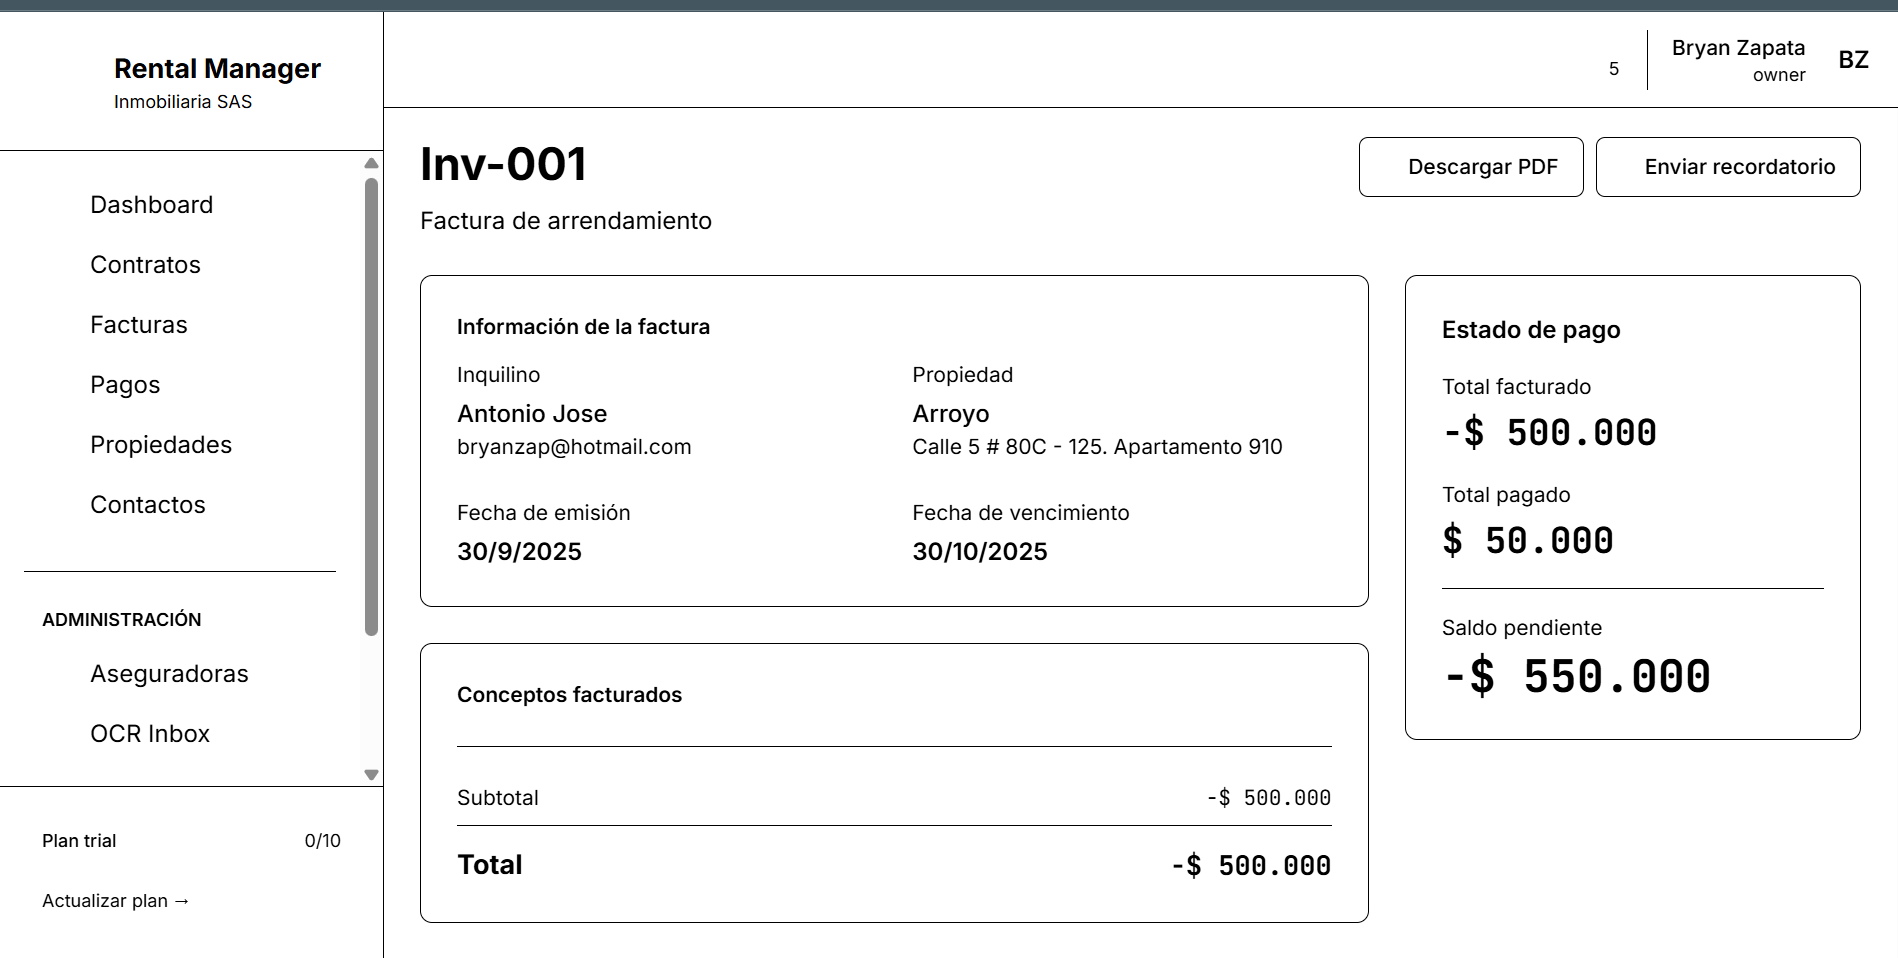 Rental Manager
Inmobiliaria SAS
Dashboard
Contratos
Facturas
Pagos
Propiedades
Contactos
ADMINISTRACIÓN
Aseguradoras
OCR Inbox
Plan trial 0/10
Actualizar plan →
5
Bryan Zapata
owner
BZ
Inv-001
Factura de arrendamiento
Descargar PDF
Enviar recordatorio
Información de la factura
Inquilino
Antonio Jose
bryanzap@hotmail.com
Propiedad
Arroyo
Calle 5 # 80C - 125. Apartamento 910
Fecha de emisión
30/9/2025
Fecha de vencimiento
30/10/2025
Conceptos facturados
Subtotal -$ 500.000
Total -$ 500.000
Estado de pago
Total facturado
-$ 500.000
Total pagado
$ 50.000
Saldo pendiente
-$ 550.000